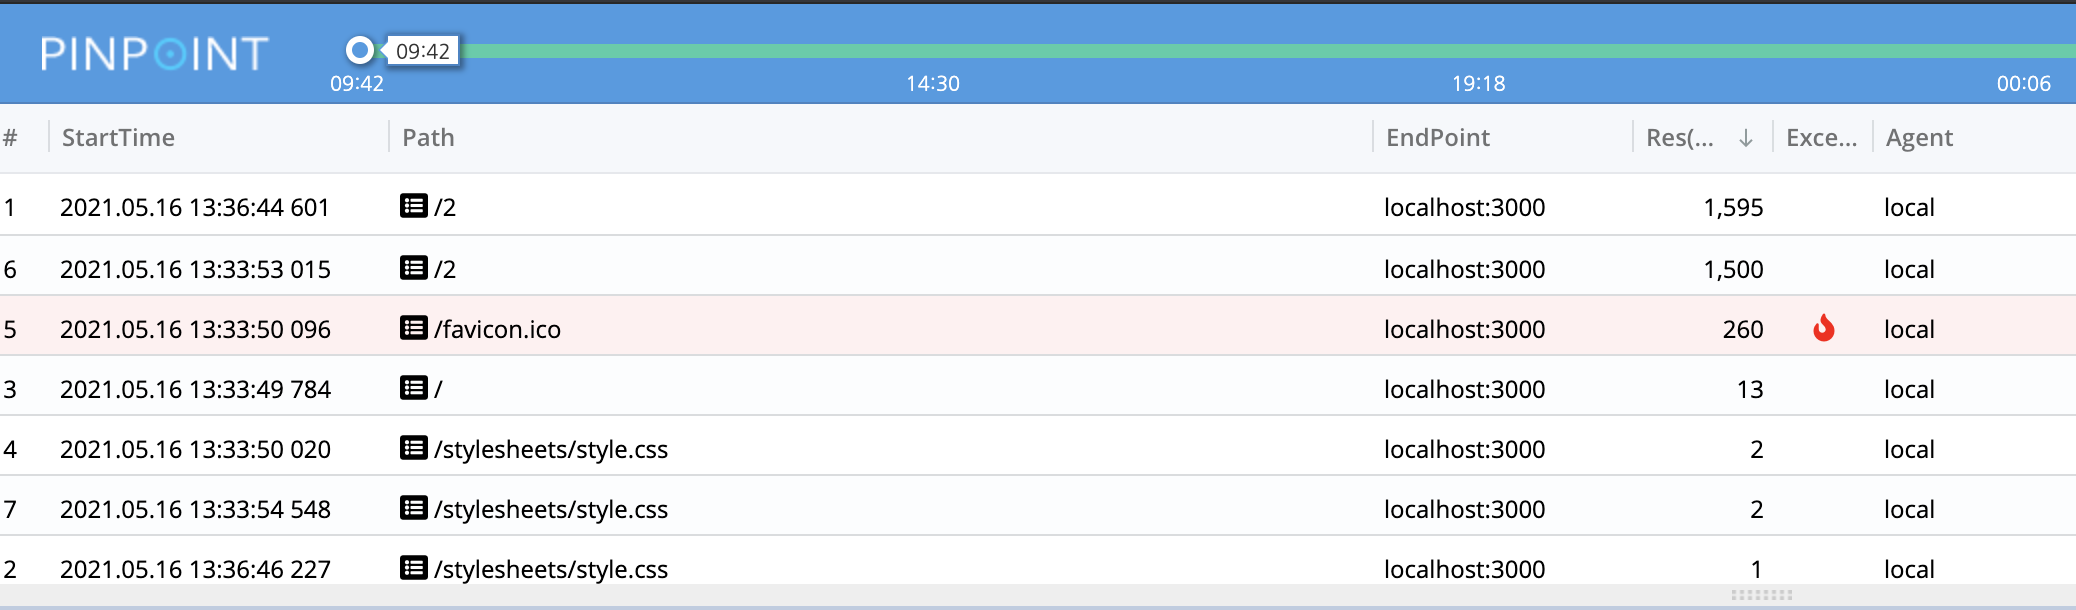 PINPOINT
09:42
09:42 14:30 19:18 00:06
# StartTime Path EndPoint Res(... Exce... Agent
1 2021.05.16 13:36:44 601 /2 localhost:3000 1,595 local
6 2021.05.16 13:33:53 015 /2 localhost:3000 1,500 local
5 2021.05.16 13:33:50 096 /favicon.ico localhost:3000 260 local
3 2021.05.16 13:33:49 784 / localhost:3000 13 local
4 2021.05.16 13:33:50 020 /stylesheets/style.css localhost:3000 2 local
7 2021.05.16 13:33:54 548 /stylesheets/style.css localhost:3000 2 local
2 2021.05.16 13:36:46 227 /stylesheets/style.css localhost:3000 1 local